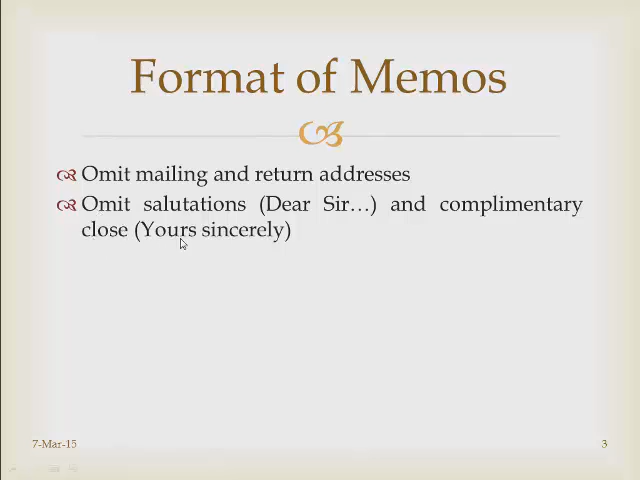 Format of Memos
Omit mailing and return addresses
Omit salutations (Dear Sir…) and complimentary
close (Yours sincerely)
7-Mar-15
3